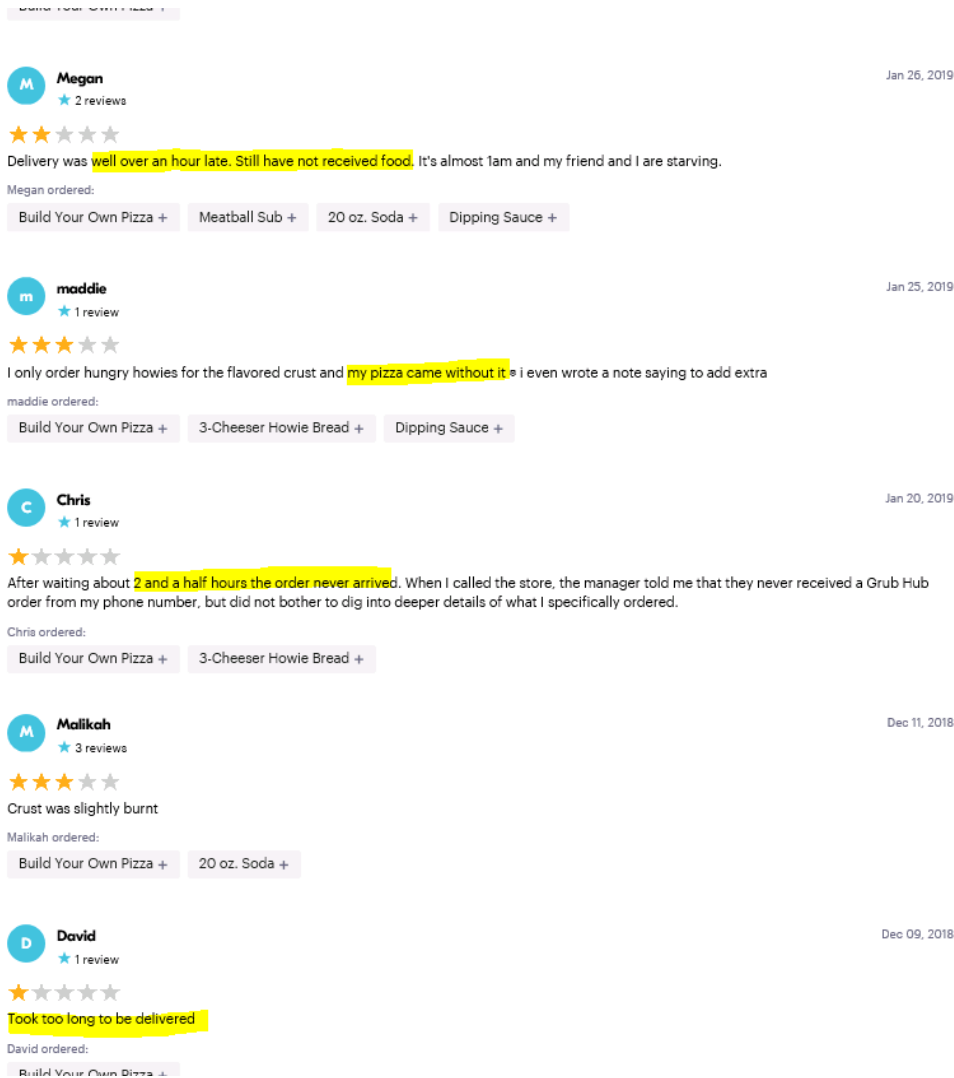 Build Your Own Pizza +
M Megan Jan 26, 2019
2 reviews
Delivery was well over an hour late. Still have not received food. It's almost 1am and my friend and I are starving.
Megan ordered:
Build Your Own Pizza + Meatball Sub + 20 oz. Soda + Dipping Sauce +
m maddie Jan 25, 2019
1 review
I only order hungry howies for the flavored crust and my pizza came without it i even wrote a note saying to add extra
maddie ordered:
Build Your Own Pizza + 3-Cheeser Howie Bread + Dipping Sauce +
C Chris Jan 20, 2019
1 review
After waiting about 2 and a half hours the order never arrived. When I called the store, the manager told me that they never received a Grub Hub
order from my phone number, but did not bother to dig into deeper details of what I specifically ordered.
Chris ordered:
Build Your Own Pizza + 3-Cheeser Howie Bread +
M Malikah Dec 11, 2018
3 reviews
Crust was slightly burnt
Malikah ordered:
Build Your Own Pizza + 20 oz. Soda +
D David Dec 09, 2018
1 review
Took too long to be delivered
David ordered:
Build Your Own Pizza +